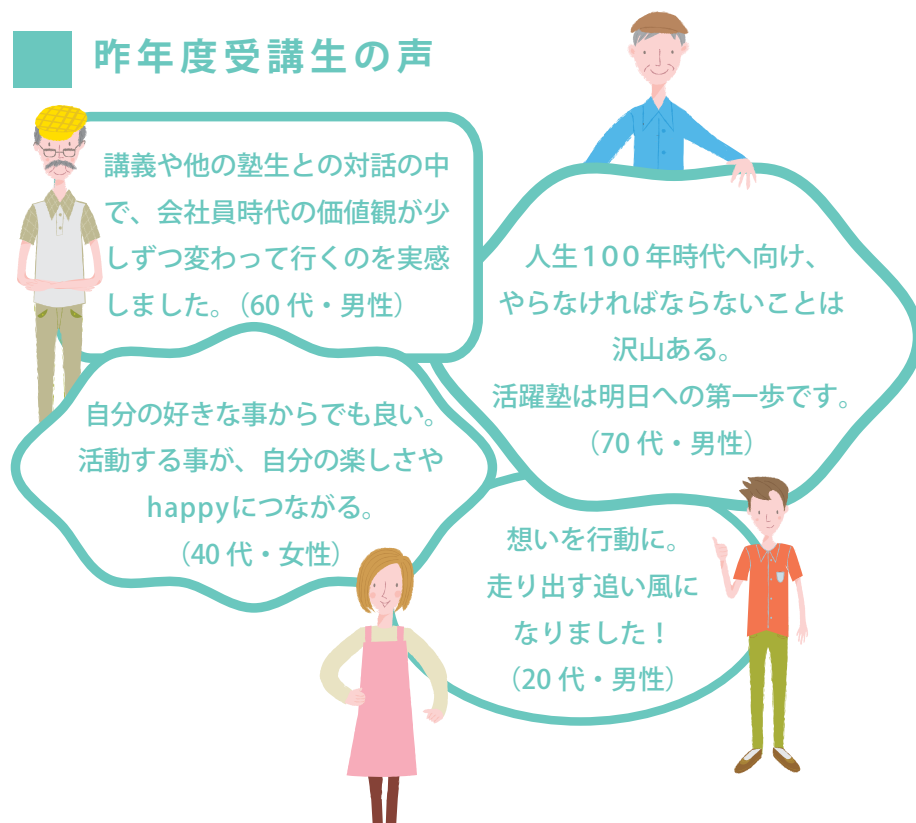 昨年度受講生の声
講義や他の塾生との対話の中
で、会社員時代の価値観が少
しずつ変わって行くのを実感
しました。（60 代・男性）
人生１００年時代へ向け、
やらなければならないことは
沢山ある。
活躍塾は明日への第一歩です。
（70 代・男性）
自分の好きな事からでも良い。
活動する事が、自分の楽しさや
happyにつながる。
（40 代・女性）
想いを行動に。
走り出す追い風に
なりました！
（20 代・男性）